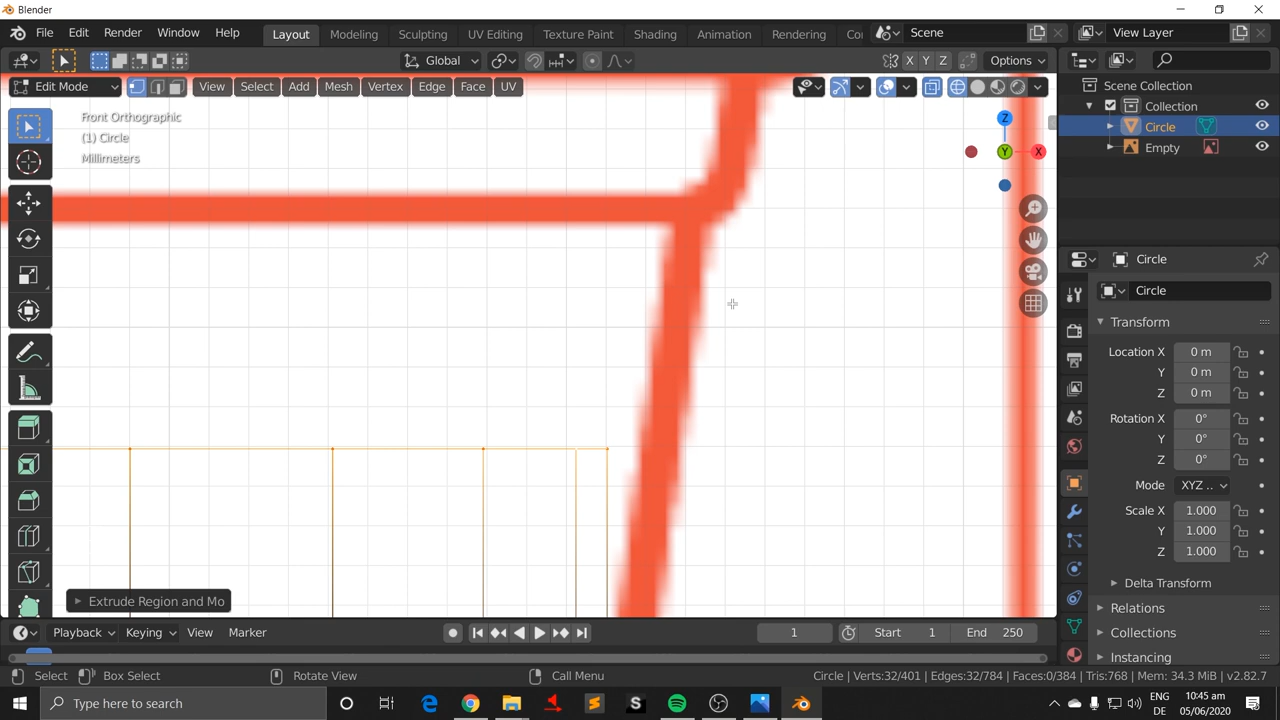 Blender
File Edit Render Window Help
Layout Modeling Sculpting UV Editing Texture Paint Shading Animation Rendering Co
Scene
View Layer
Global
X Y Z Options
Edit Mode
View Select Add Mesh Vertex Edge Face UV
Front Orthographic
(1) Circle
Millimeters
Z
Y
X
Scene Collection
Collection
Circle
Empty
Circle
Circle
Transform
Location X 0 m
Y 0 m
Z 0 m
Rotation X 0°
Y 0°
Z 0°
Mode XYZ ..
Scale X 1.000
Y 1.000
Z 1.000
Delta Transform
Relations
Collections
Instancing
Extrude Region and Mo
Playback Keying View Marker
1
Start 1 End 250
Select Box Select Rotate View Call Menu
Circle | Verts:32/401 | Edges:32/784 | Faces:0/384 | Tris:768 | Mem: 34.3 MiB | v2.82.7
Type here to search
ENG
DE
10:45 am
05/06/2020